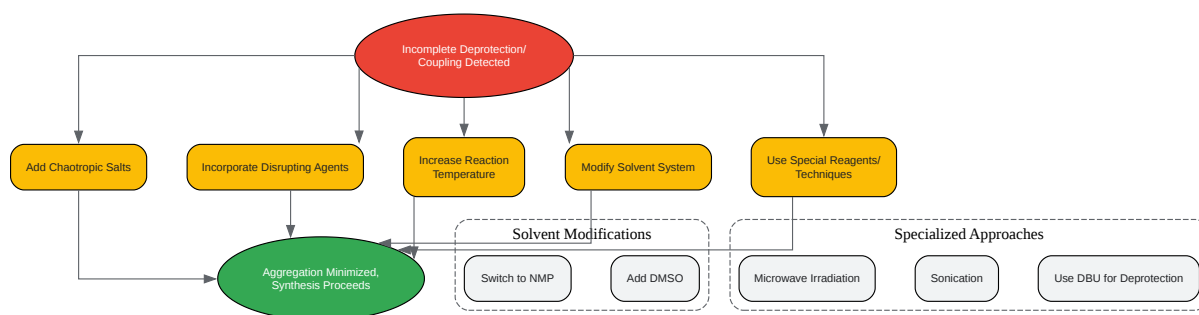 Incomplete Deprotection/
Coupling Detected
Add Chaotropic Salts
Incorporate Disrupting Agents
Increase Reaction
Temperature
Modify Solvent System
Use Special Reagents/
Techniques
Solvent Modifications
Specialized Approaches
Aggregation Minimized,
Synthesis Proceeds
Switch to NMP
Add DMSO
Microwave Irradiation
Sonication
Use DBU for Deprotection